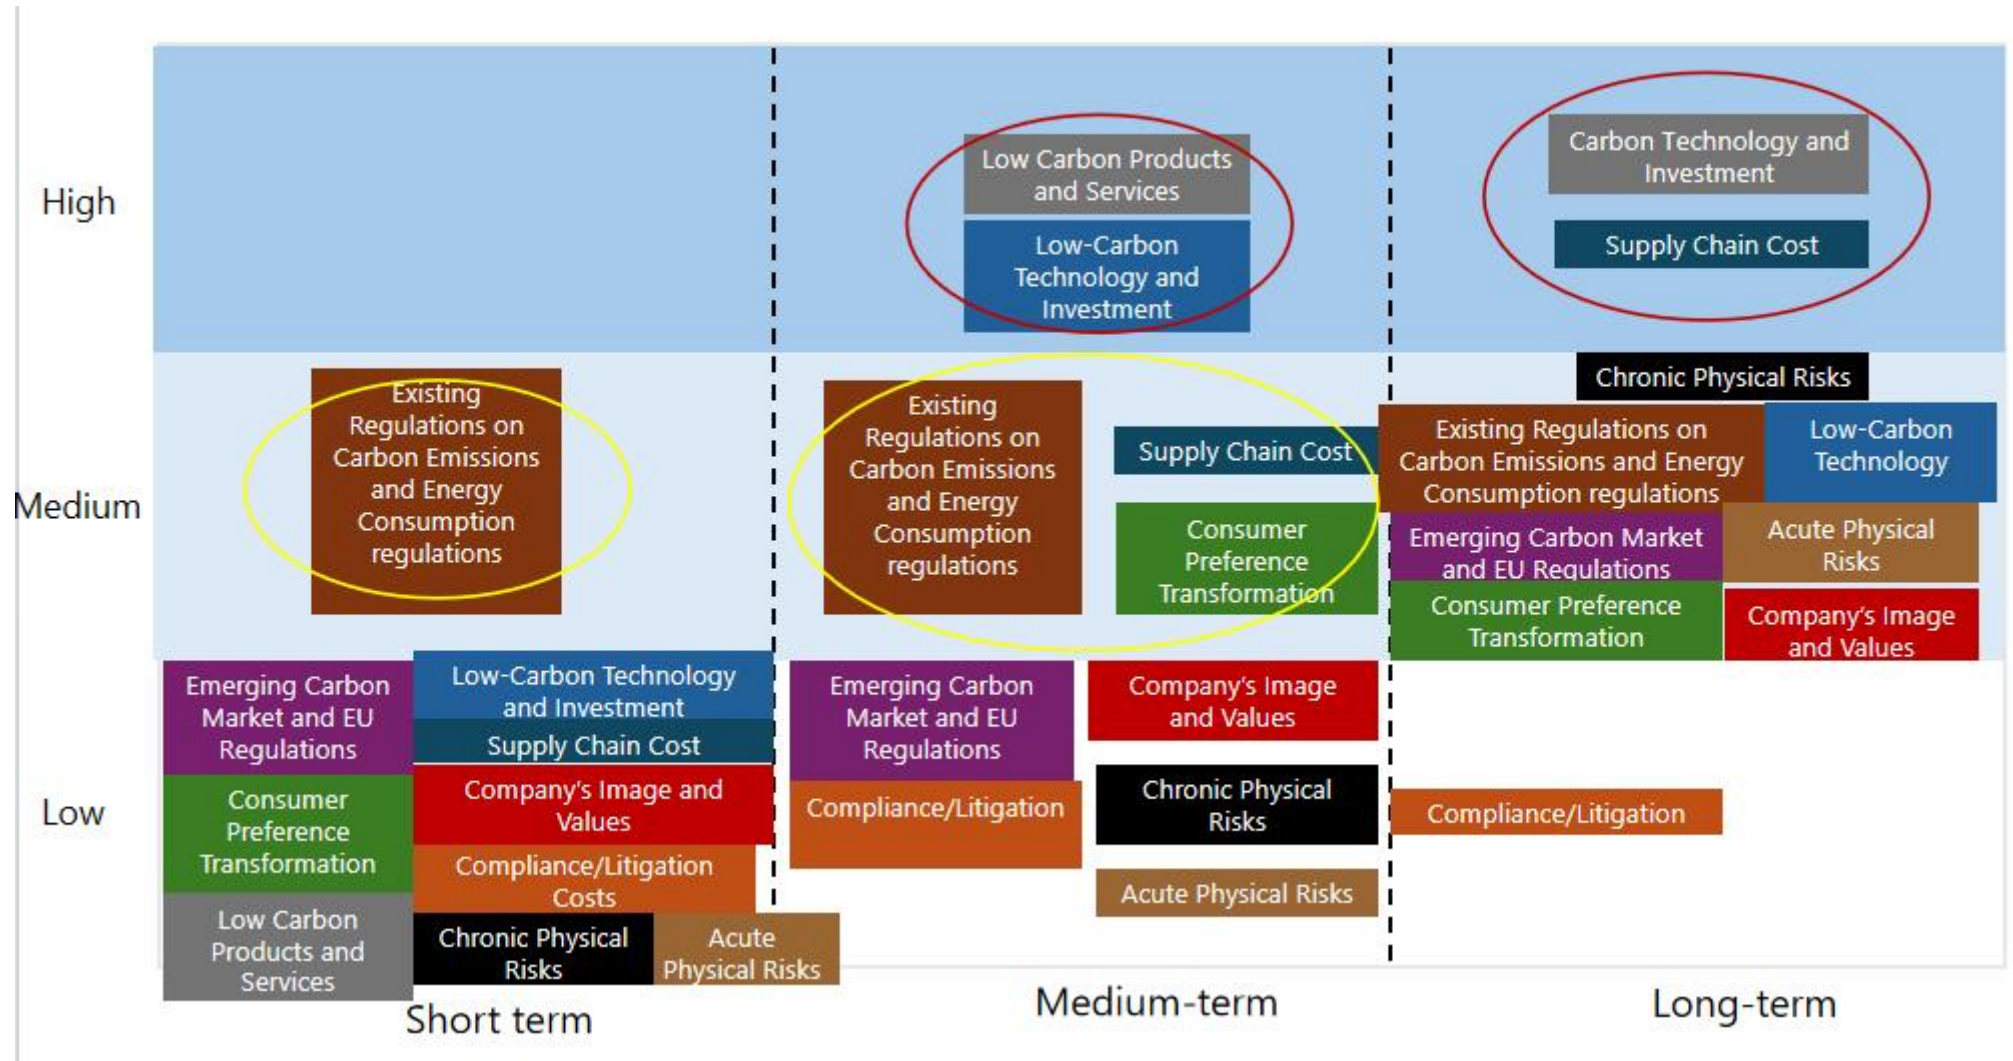 High
Low Carbon Products
and Services
Low-Carbon
Technology and
Investment
Carbon Technology and
Investment
Supply Chain Cost
Medium
Existing
Regulations on
Carbon Emissions
and Energy
Consumption
regulations
Existing
Regulations on
Carbon Emissions
and Energy
Consumption
regulations
Supply Chain Cost
Consumer
Preference
Transformation
Chronic Physical Risks
Existing Regulations on
Carbon Emissions and Energy
Consumption regulations
Low-Carbon
Technology
Emerging Carbon Market
and EU Regulations
Acute Physical
Risks
Consumer Preference
Transformation
Company's Image
and Values
Low
Emerging Carbon
Market and EU
Regulations
Low-Carbon Technology
and Investment
Supply Chain Cost
Consumer
Preference
Transformation
Company's Image and
Values
Compliance/Litigation
Costs
Low Carbon
Products and
Services
Chronic Physical
Risks
Acute
Physical Risks
Emerging Carbon
Market and EU
Regulations
Company's Image
and Values
Compliance/Litigation
Chronic Physical
Risks
Acute Physical Risks
Compliance/Litigation
Short term
Medium-term
Long-term